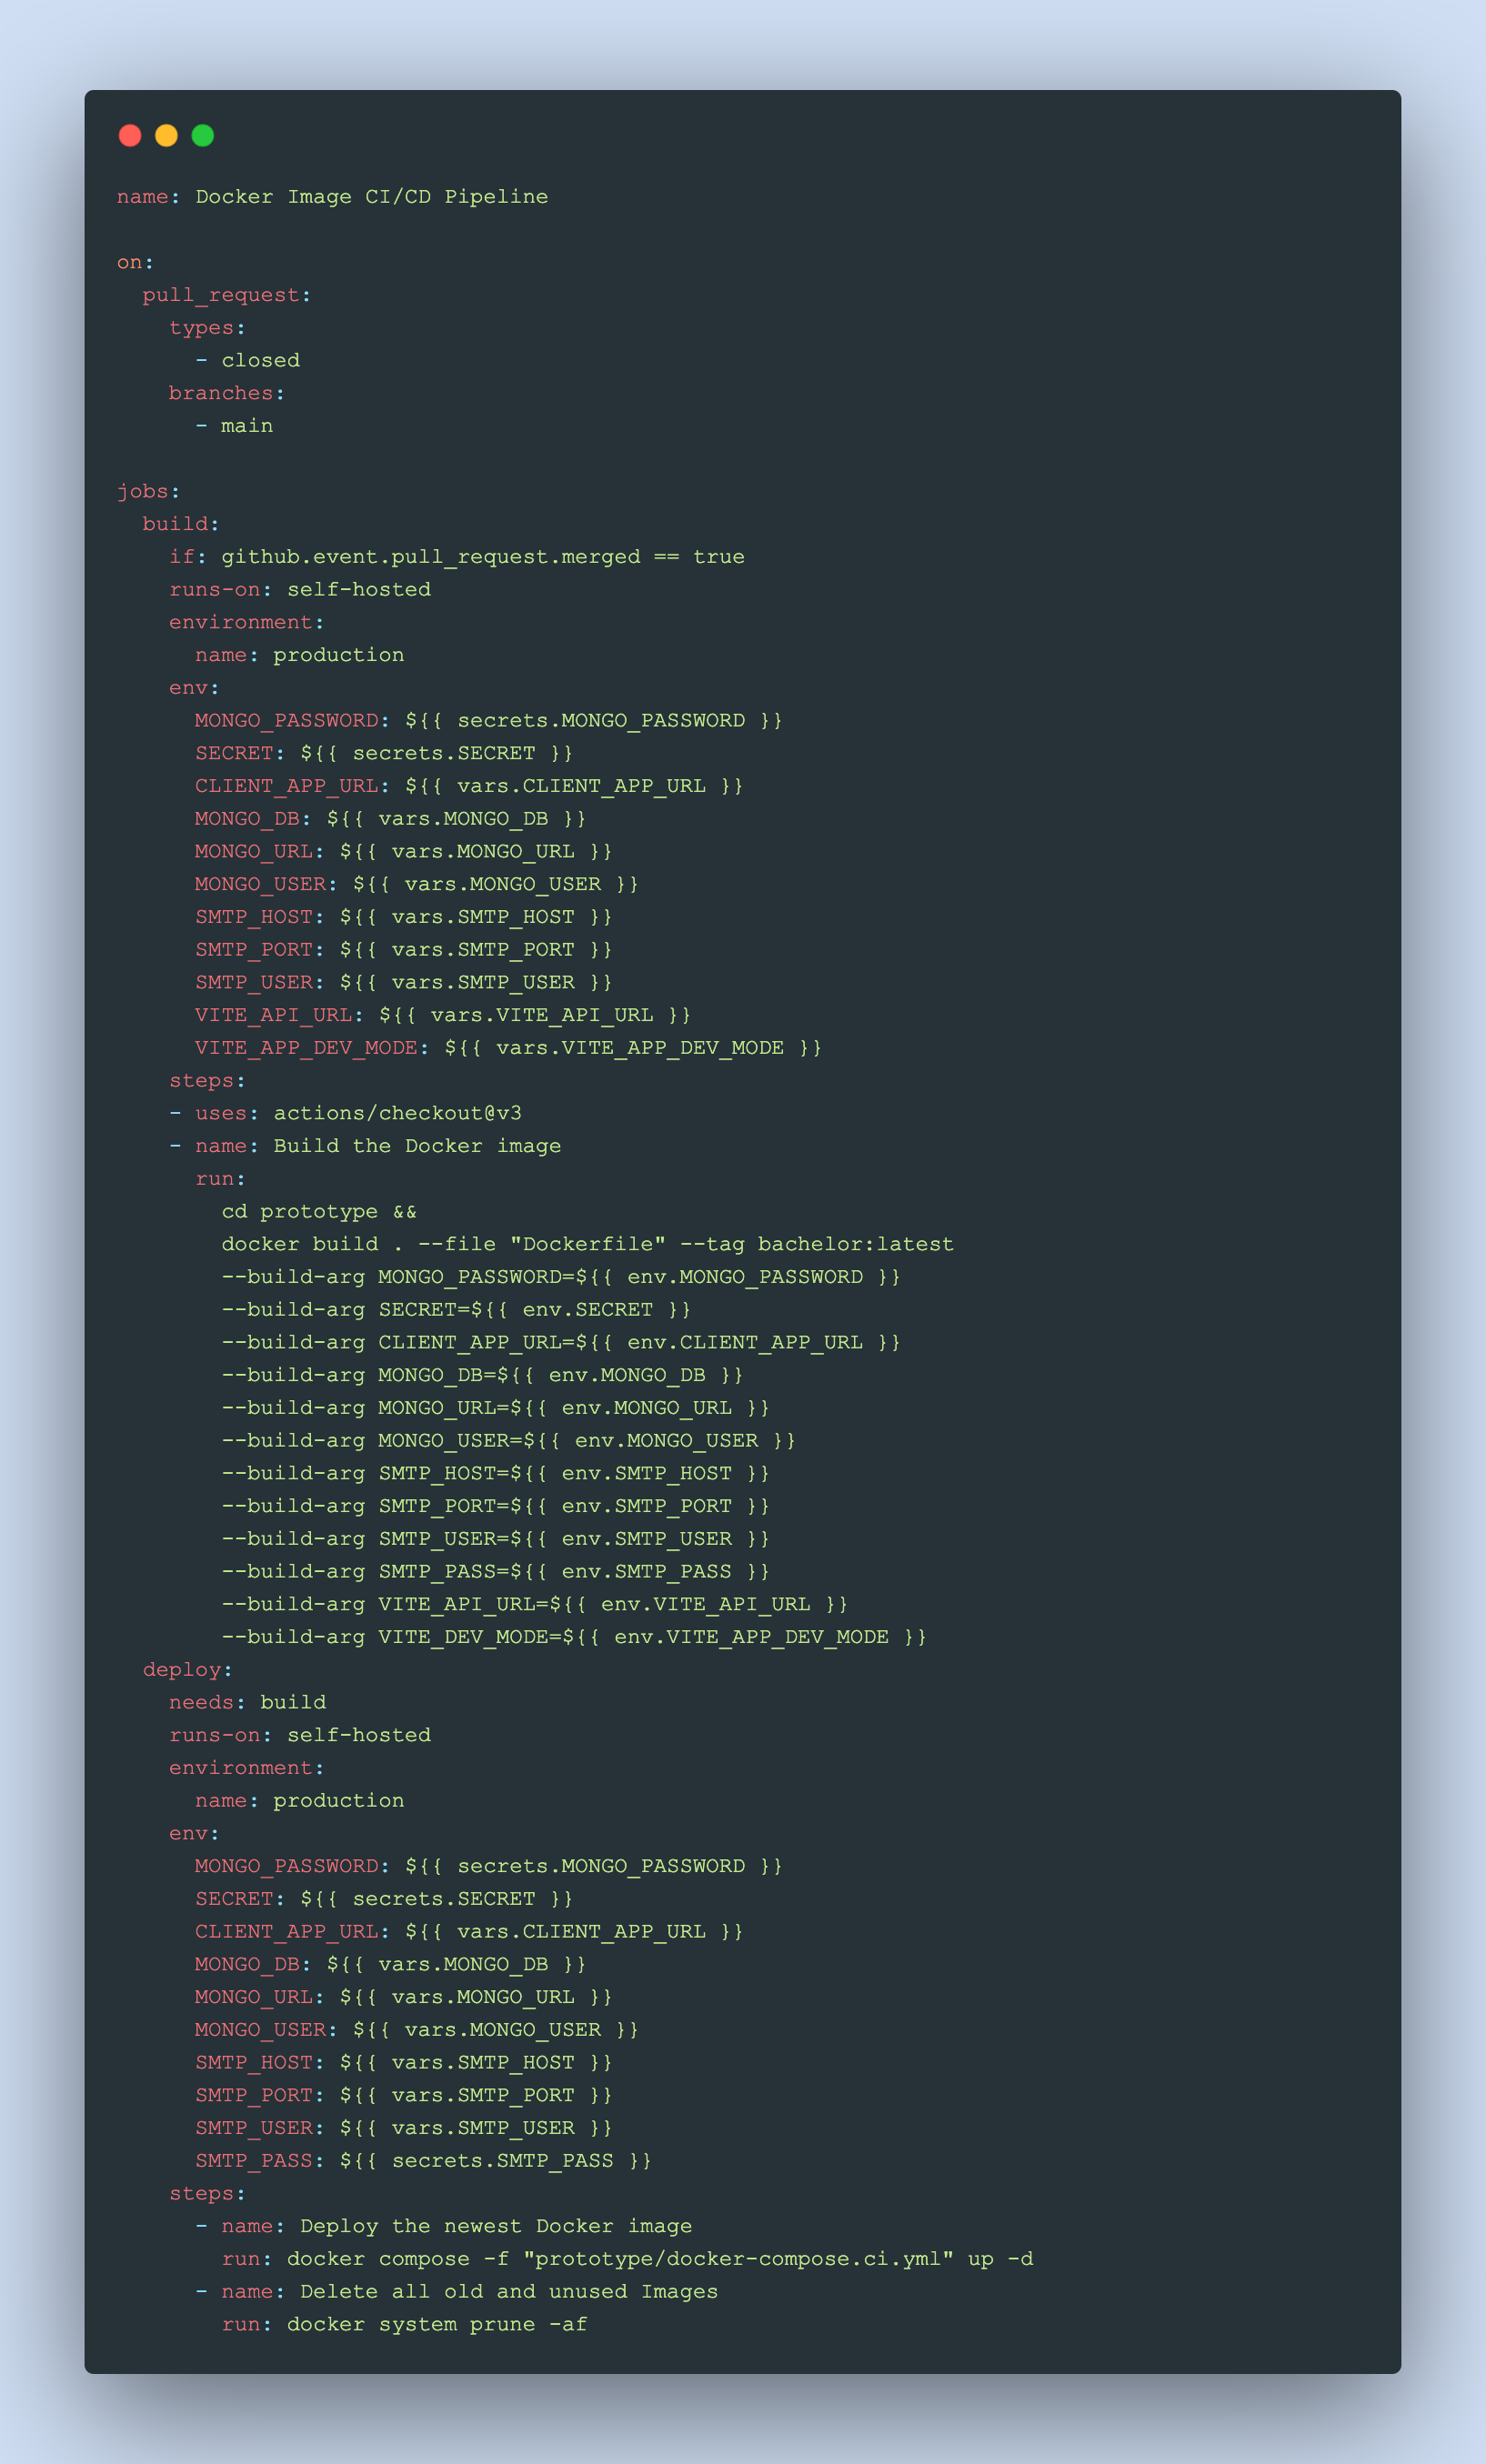 name: Docker Image CI/CD Pipeline

on:
  pull_request:
    types:
      - closed
    branches:
      - main

jobs:
  build:
    if: github.event.pull_request.merged == true
    runs-on: self-hosted
    environment:
      name: production
    env:
      MONGO_PASSWORD: ${{ secrets.MONGO_PASSWORD }}
      SECRET: ${{ secrets.SECRET }}
      CLIENT_APP_URL: ${{ vars.CLIENT_APP_URL }}
      MONGO_DB: ${{ vars.MONGO_DB }}
      MONGO_URL: ${{ vars.MONGO_URL }}
      MONGO_USER: ${{ vars.MONGO_USER }}
      SMTP_HOST: ${{ vars.SMTP_HOST }}
      SMTP_PORT: ${{ vars.SMTP_PORT }}
      SMTP_USER: ${{ vars.SMTP_USER }}
      VITE_API_URL: ${{ vars.VITE_API_URL }}
      VITE_APP_DEV_MODE: ${{ vars.VITE_APP_DEV_MODE }}
    steps:
    - uses: actions/checkout@v3
    - name: Build the Docker image
      run:
        cd prototype &&
        docker build . --file "Dockerfile" --tag bachelor:latest
        --build-arg MONGO_PASSWORD=${{ env.MONGO_PASSWORD }}
        --build-arg SECRET=${{ env.SECRET }}
        --build-arg CLIENT_APP_URL=${{ env.CLIENT_APP_URL }}
        --build-arg MONGO_DB=${{ env.MONGO_DB }}
        --build-arg MONGO_URL=${{ env.MONGO_URL }}
        --build-arg MONGO_USER=${{ env.MONGO_USER }}
        --build-arg SMTP_HOST=${{ env.SMTP_HOST }}
        --build-arg SMTP_PORT=${{ env.SMTP_PORT }}
        --build-arg SMTP_USER=${{ env.SMTP_USER }}
        --build-arg SMTP_PASS=${{ env.SMTP_PASS }}
        --build-arg VITE_API_URL=${{ env.VITE_API_URL }}
        --build-arg VITE_DEV_MODE=${{ env.VITE_APP_DEV_MODE }}
  deploy:
    needs: build
    runs-on: self-hosted
    environment:
      name: production
    env:
      MONGO_PASSWORD: ${{ secrets.MONGO_PASSWORD }}
      SECRET: ${{ secrets.SECRET }}
      CLIENT_APP_URL: ${{ vars.CLIENT_APP_URL }}
      MONGO_DB: ${{ vars.MONGO_DB }}
      MONGO_URL: ${{ vars.MONGO_URL }}
      MONGO_USER: ${{ vars.MONGO_USER }}
      SMTP_HOST: ${{ vars.SMTP_HOST }}
      SMTP_PORT: ${{ vars.SMTP_PORT }}
      SMTP_USER: ${{ vars.SMTP_USER }}
      SMTP_PASS: ${{ secrets.SMTP_PASS }}
    steps:
      - name: Deploy the newest Docker image
        run: docker compose -f "prototype/docker-compose.ci.yml" up -d
      - name: Delete all old and unused Images
        run: docker system prune -af